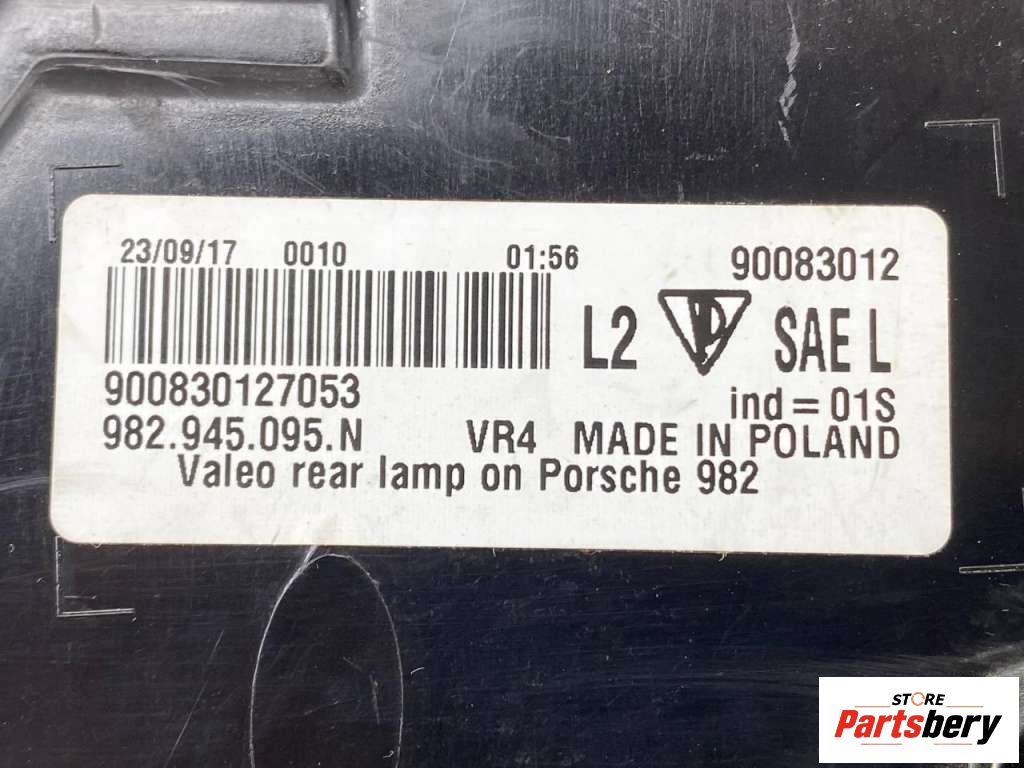 23/09/17 0010 01:56 90083012
L2 SAE L
900830127053 ind = 01S
982.945.095.N VR4 MADE IN POLAND
Valeo rear lamp on Porsche 982
STORE
Partsbery